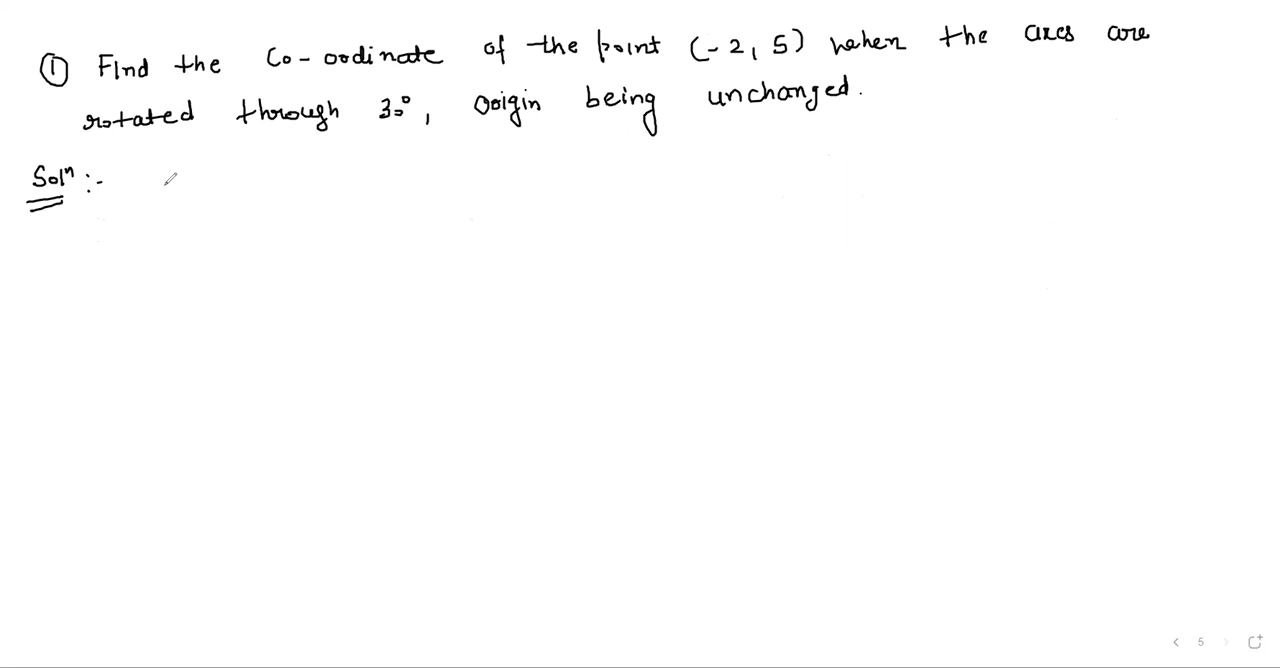 ① Find the Co-ordinate of the point (-2, 5) when the axes are
rotated through 30°, origin being unchanged.
Solⁿ :-
5